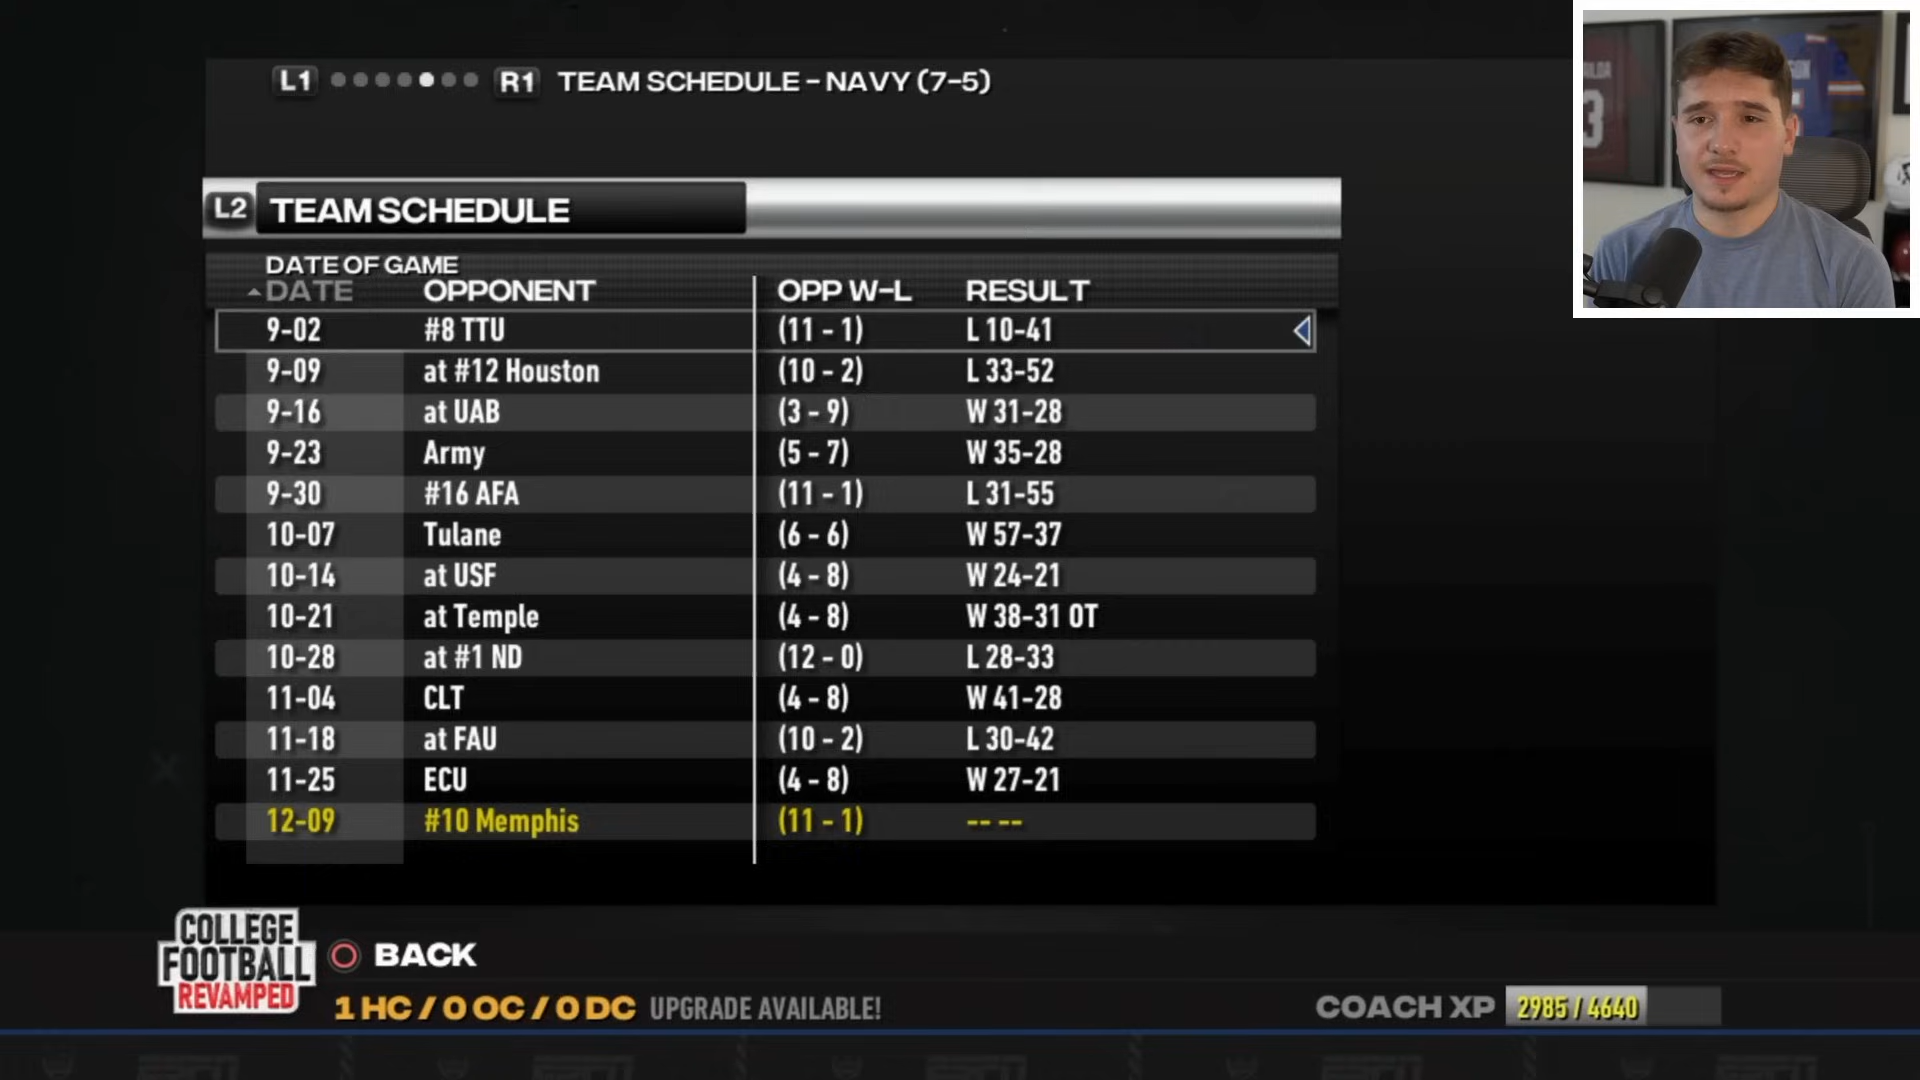 L1 R1 TEAM SCHEDULE - NAVY (7-5)
L2 TEAM SCHEDULE
DATE OF GAME
DATE OPPONENT OPP W-L RESULT
9-02 #8 TTU (11 - 1) L 10-41
9-09 at #12 Houston (10 - 2) L 33-52
9-16 at UAB (3 - 9) W 31-28
9-23 Army (5 - 7) W 35-28
9-30 #16 AFA (11 - 1) L 31-55
10-07 Tulane (6 - 6) W 57-37
10-14 at USF (4 - 8) W 24-21
10-21 at Temple (4 - 8) W 38-31 OT
10-28 at #1 ND (12 - 0) L 28-33
11-04 CLT (4 - 8) W 41-28
11-18 at FAU (10 - 2) L 30-42
11-25 ECU (4 - 8) W 27-21
12-09 #10 Memphis (11 - 1) -- --
COLLEGE
FOOTBALL
REVAMPED
BACK
1 HC / 0 OC / 0 DC UPGRADE AVAILABLE!
COACH XP 2985 / 4640
3